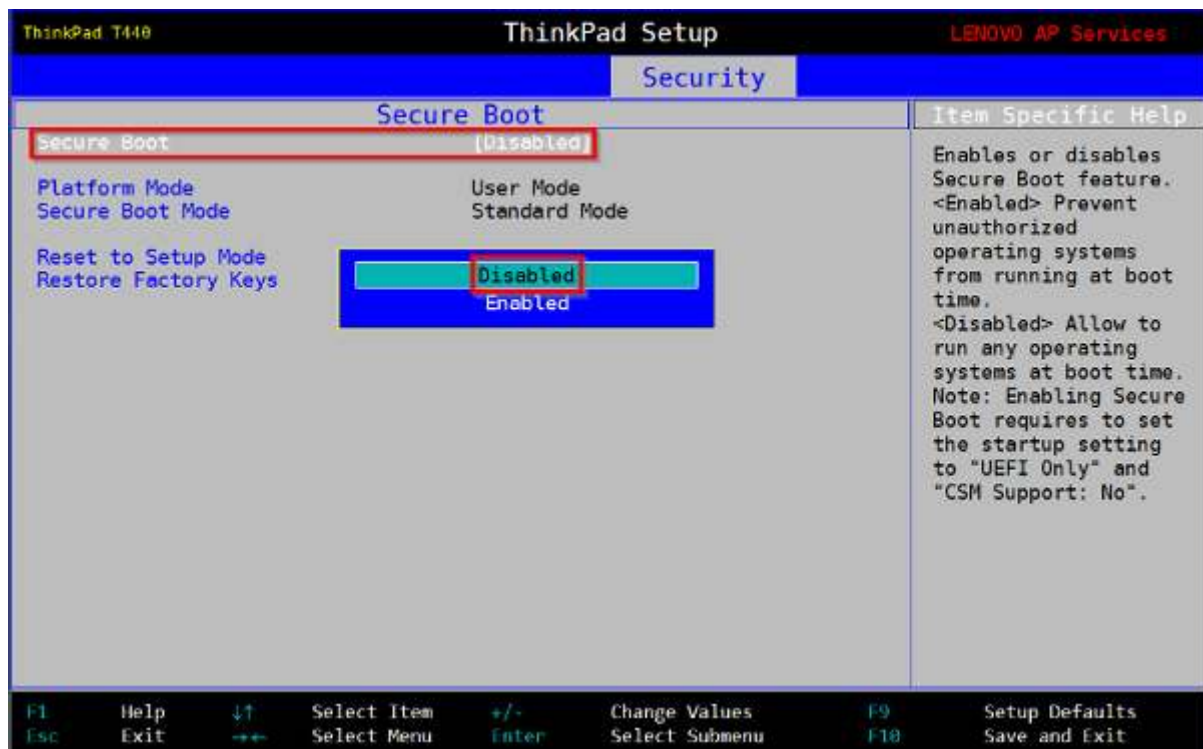 ThinkPad T440 ThinkPad Setup LENOVO AP Services
Security
Secure Boot
Item Specific Help
Secure Boot [Disabled]
Platform Mode User Mode
Secure Boot Mode Standard Mode
Reset to Setup Mode
Restore Factory Keys
Disabled
Enabled
Enables or disables
Secure Boot feature.
<Enabled> Prevent
unauthorized
operating systems
from running at boot
time.
<Disabled> Allow to
run any operating
systems at boot time.
Note: Enabling Secure
Boot requires to set
the startup setting
to "UEFI Only" and
"CSM Support: No".
F1 Help ↓↑ Select Item +/- Change Values F9 Setup Defaults
Esc Exit →← Select Menu Enter Select Submenu F10 Save and Exit